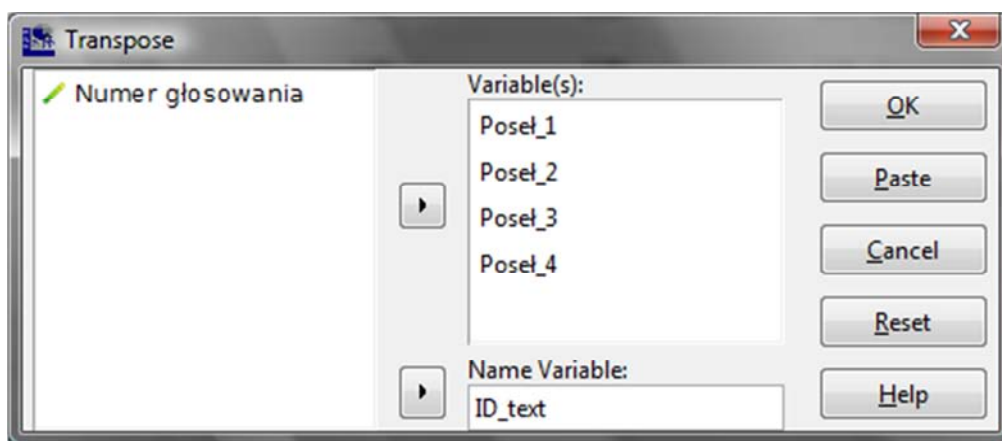 Transpose
Numer głosowania
Variable(s):
Poseł_1
Poseł_2
Poseł_3
Poseł_4
Name Variable:
ID_text
OK
Paste
Cancel
Reset
Help